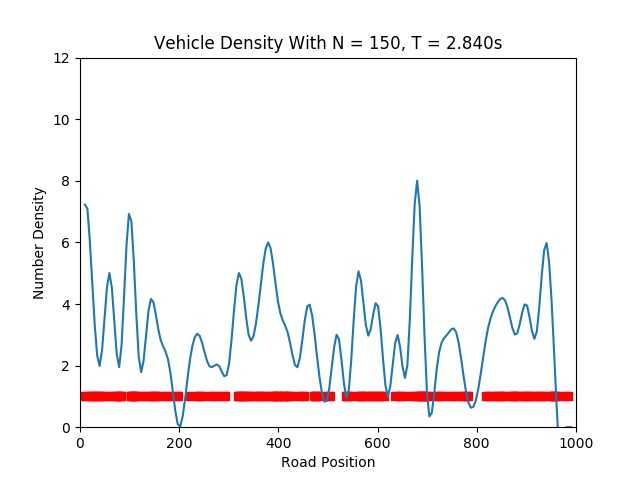 Vehicle Density With N = 150, T = 2.840s
12
10
8
6
4
2
0
Number Density
0 200 400 600 800 1000
Road Position